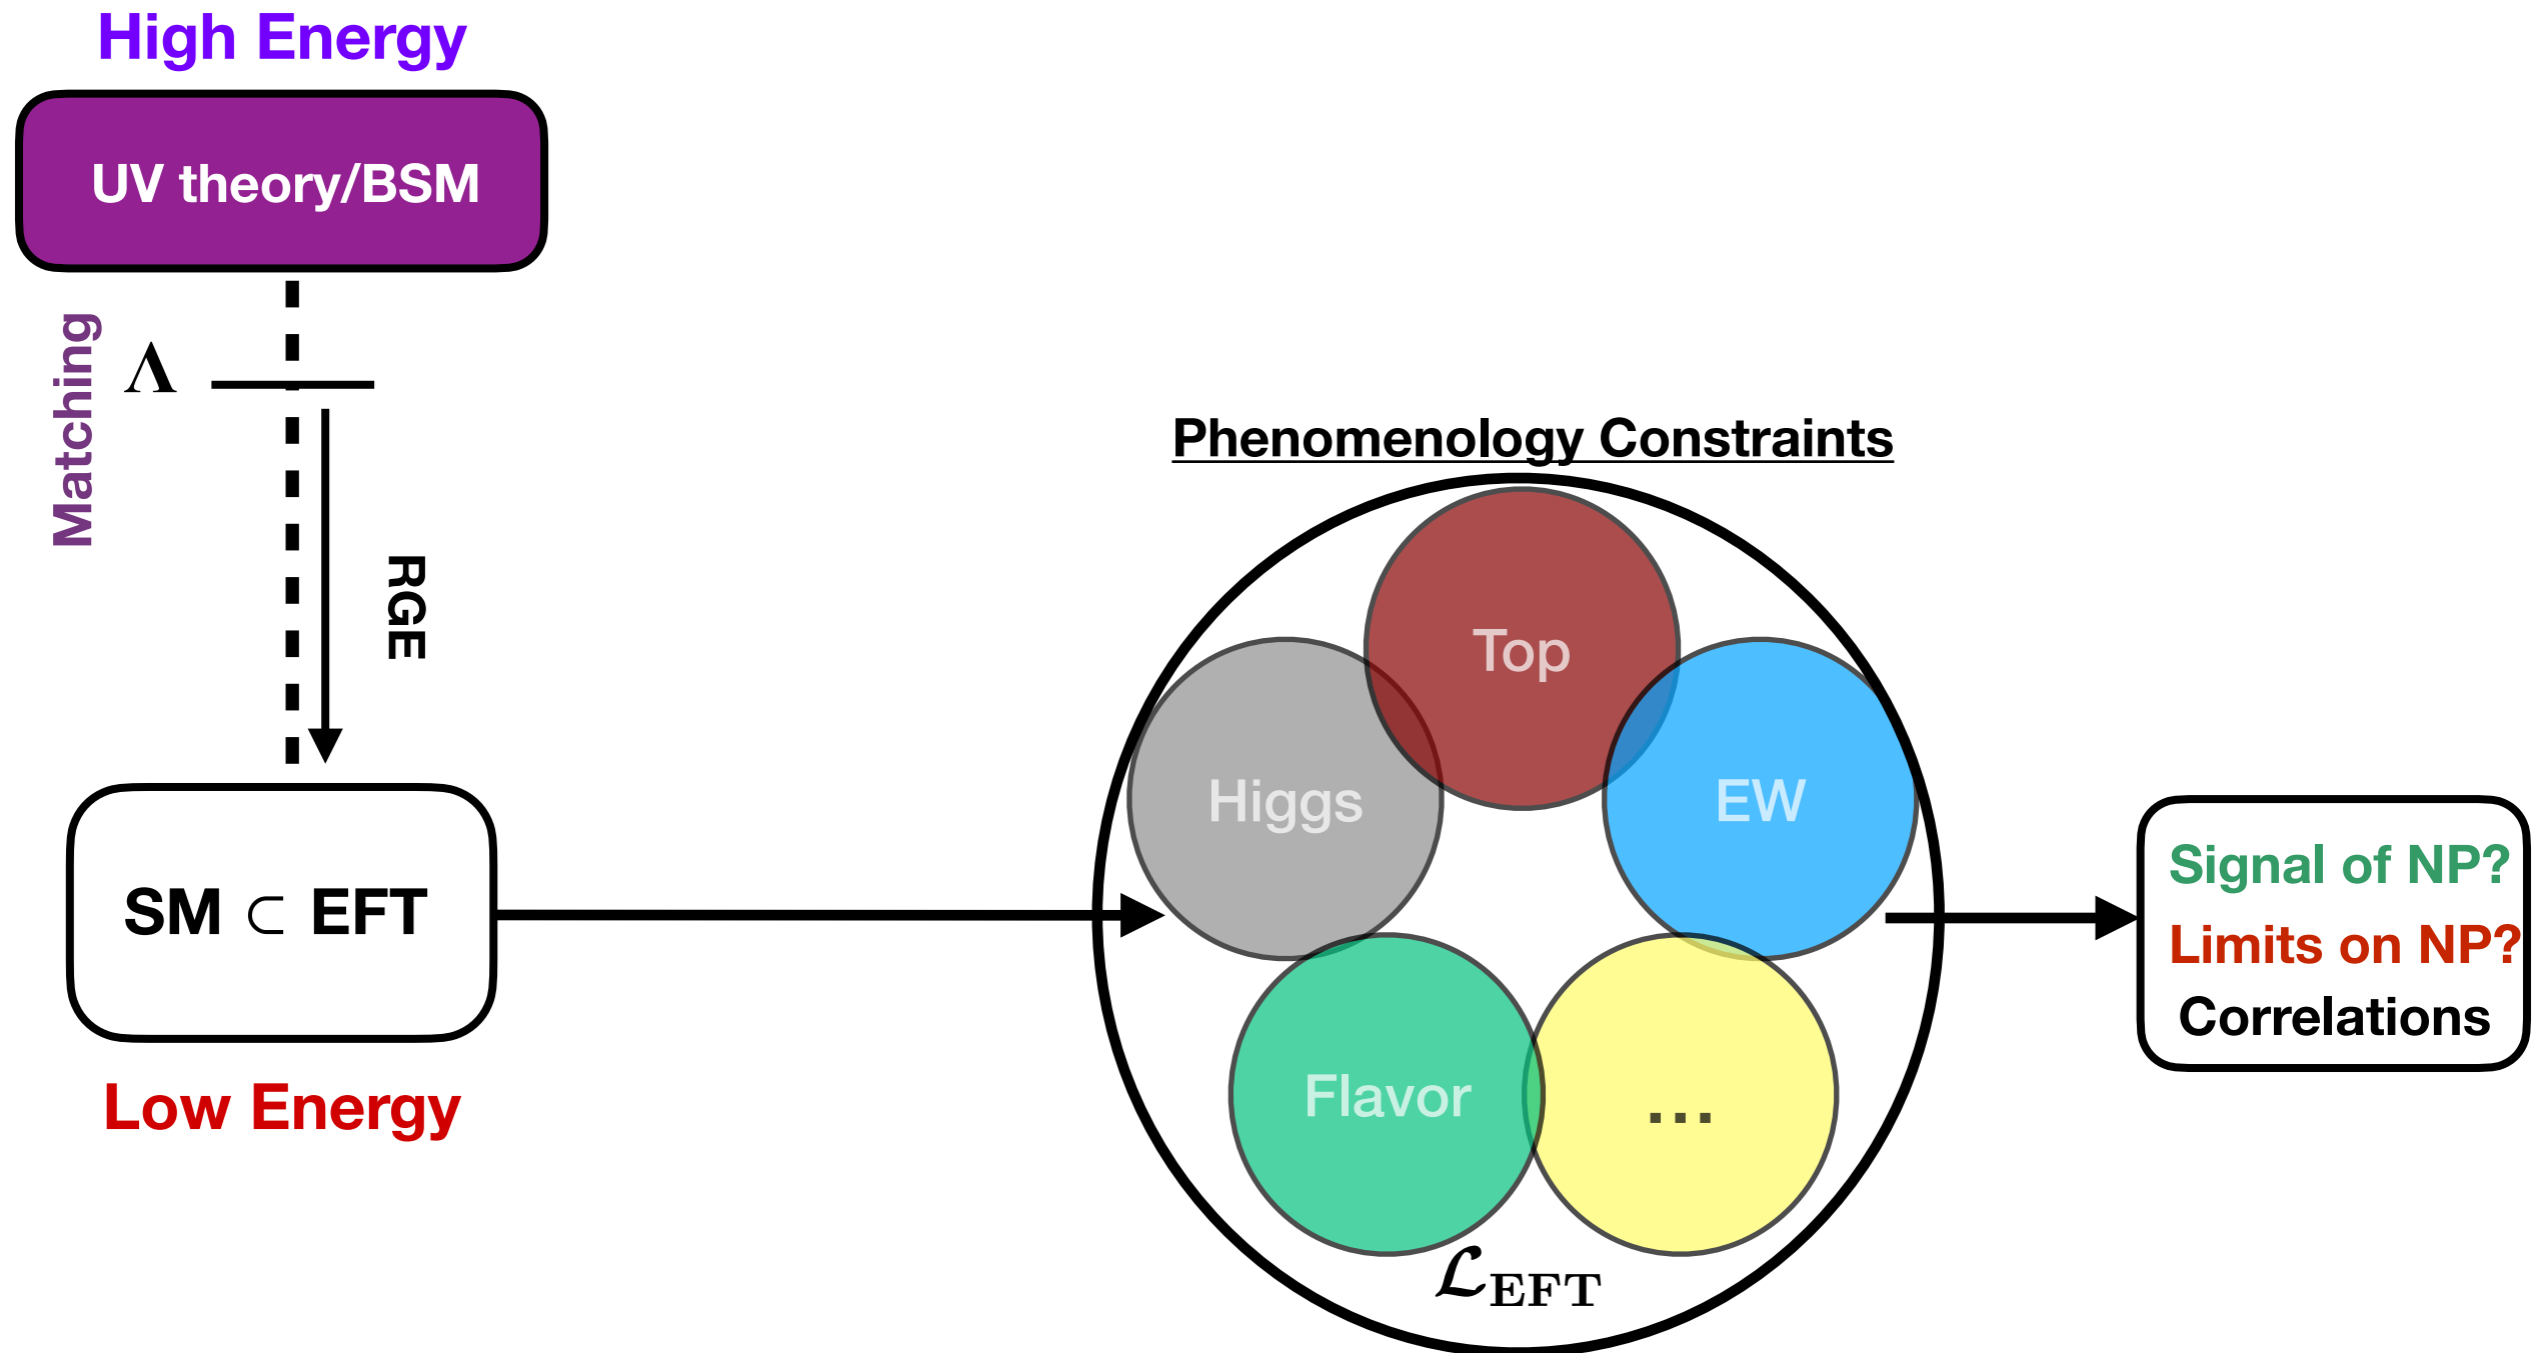 High Energy
UV theory/BSM
Matching
Λ
RGE
SM ⊂ EFT
Low Energy
Phenomenology Constraints
Top
Higgs
EW
Flavor
...
ℒ_EFT
Signal of NP?
Limits on NP?
Correlations